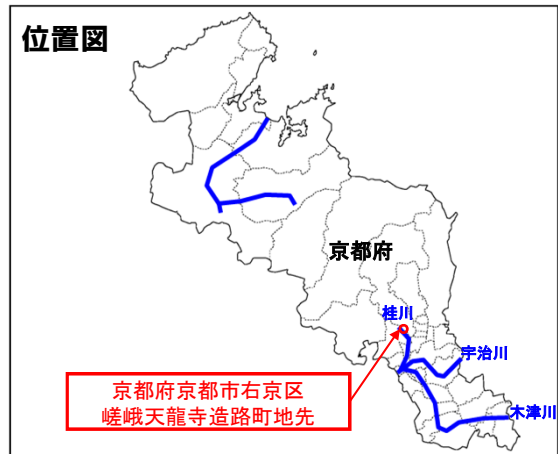 位置図
京都府
桂川
宇治川
京都府京都市右京区
嵯峨天龍寺造路町地先
木津川